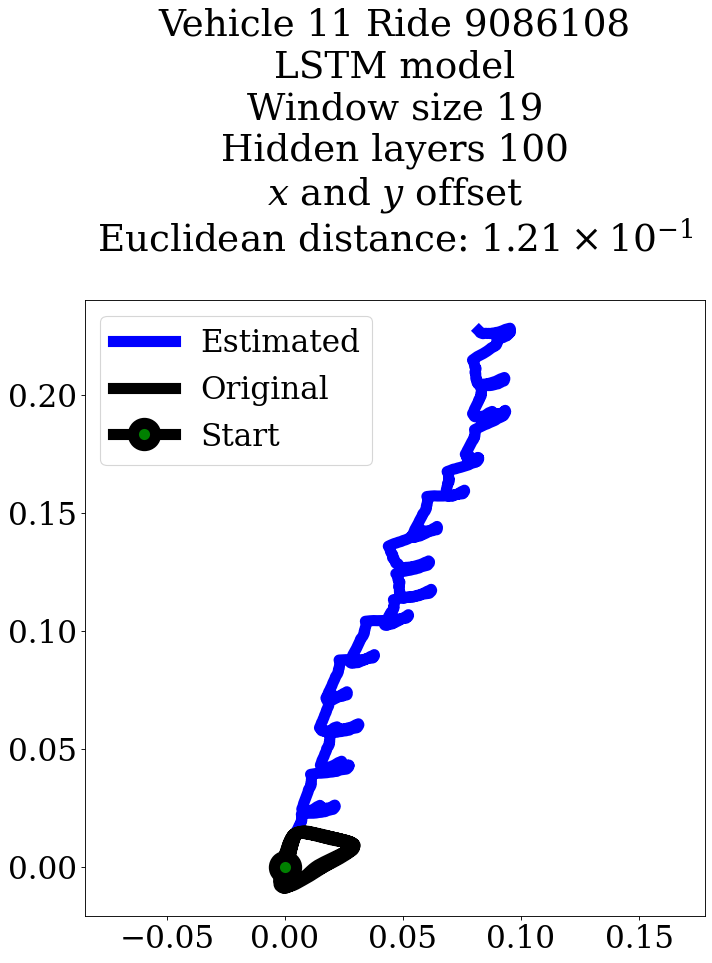 Vehicle 11 Ride 9086108
LSTM model
Window size 19
Hidden layers 100
x and y offset
Euclidean distance: 1.21 × 10⁻¹
Estimated
Original
Start
0.20
0.15
0.10
0.05
0.00
−0.05 0.00 0.05 0.10 0.15